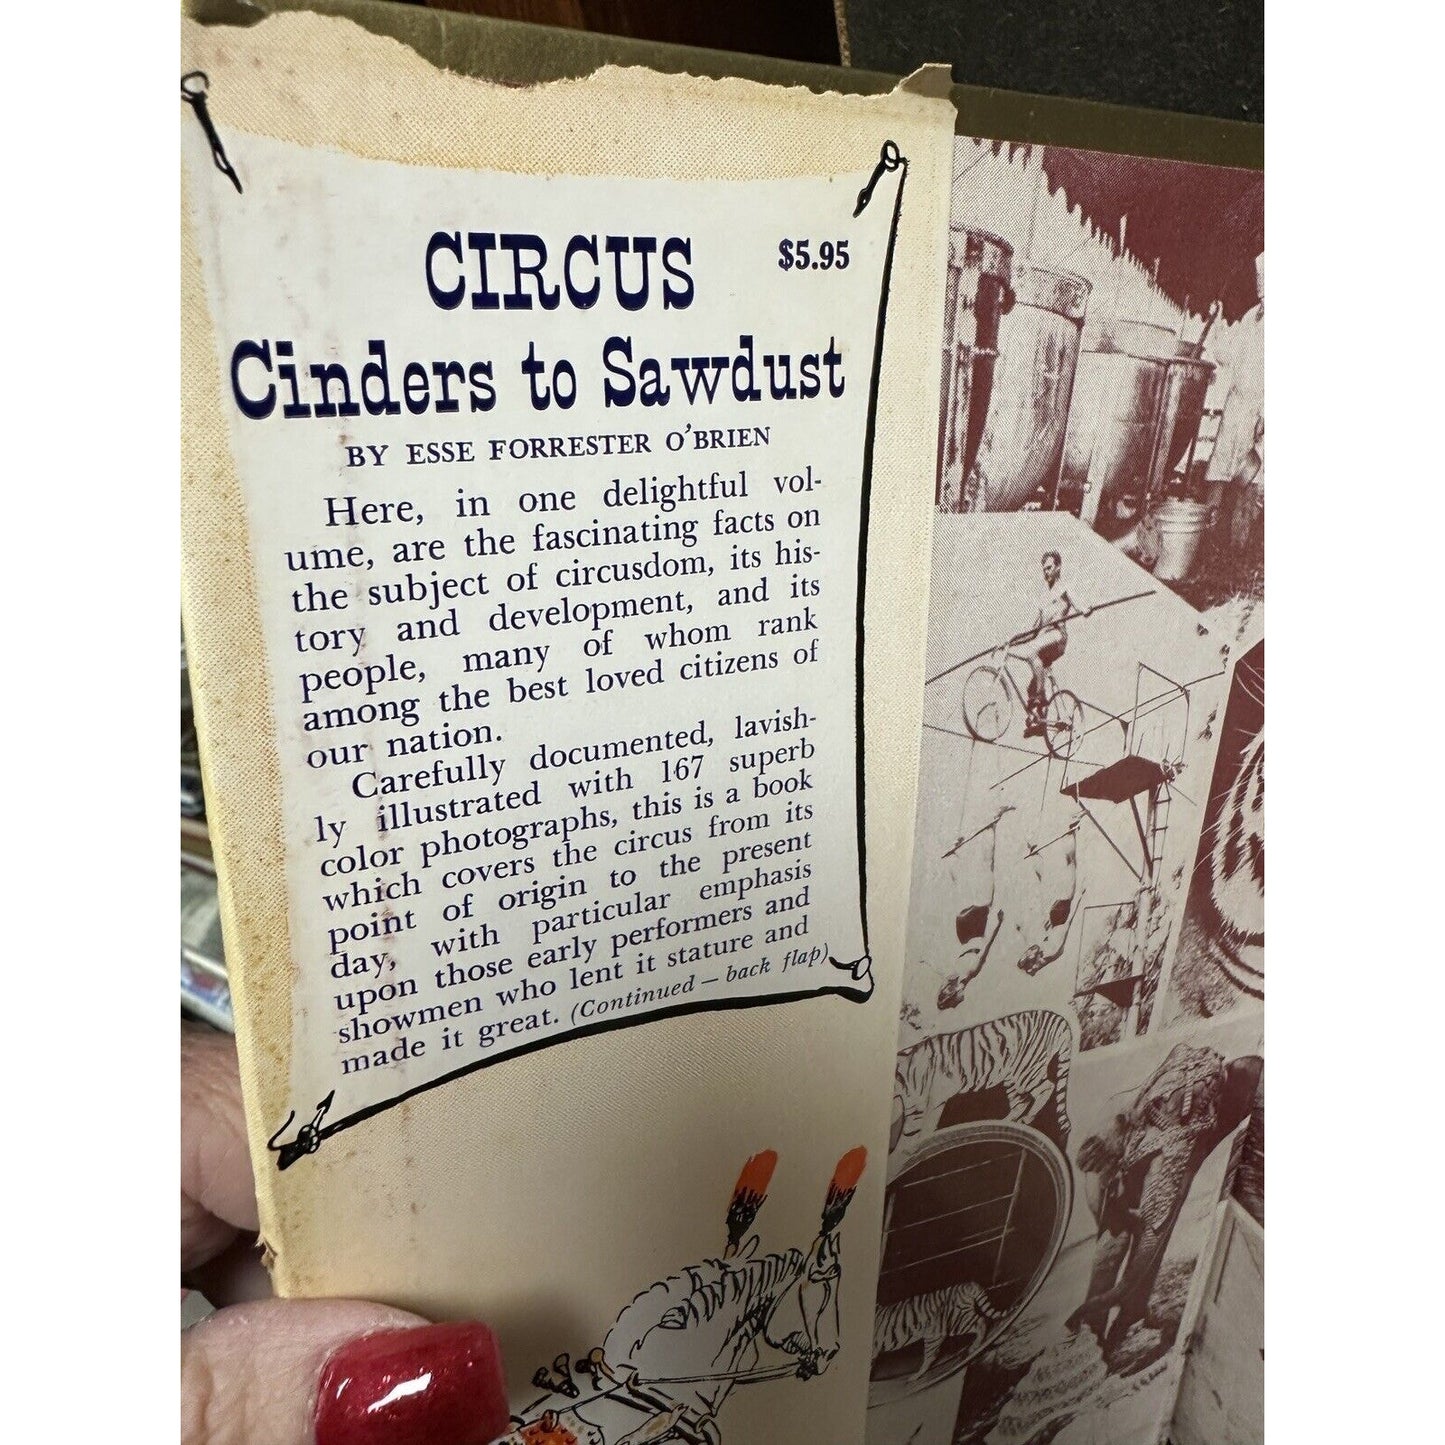 CIRCUS $5.95
Cinders to Sawdust
BY ESSE FORRESTER O'BRIEN
Here, in one delightful vol-
ume, are the fascinating facts on
the subject of circusdom, its his-
tory and development, and its
people, many of whom rank
among the best loved citizens of
our nation.
Carefully documented, lavish-
ly illustrated with 167 superb
color photographs, this is a book
which covers the circus from its
point of origin to the present
day, with particular emphasis
upon those early performers and
showmen who lent it stature and
made it great. (Continued — back flap)